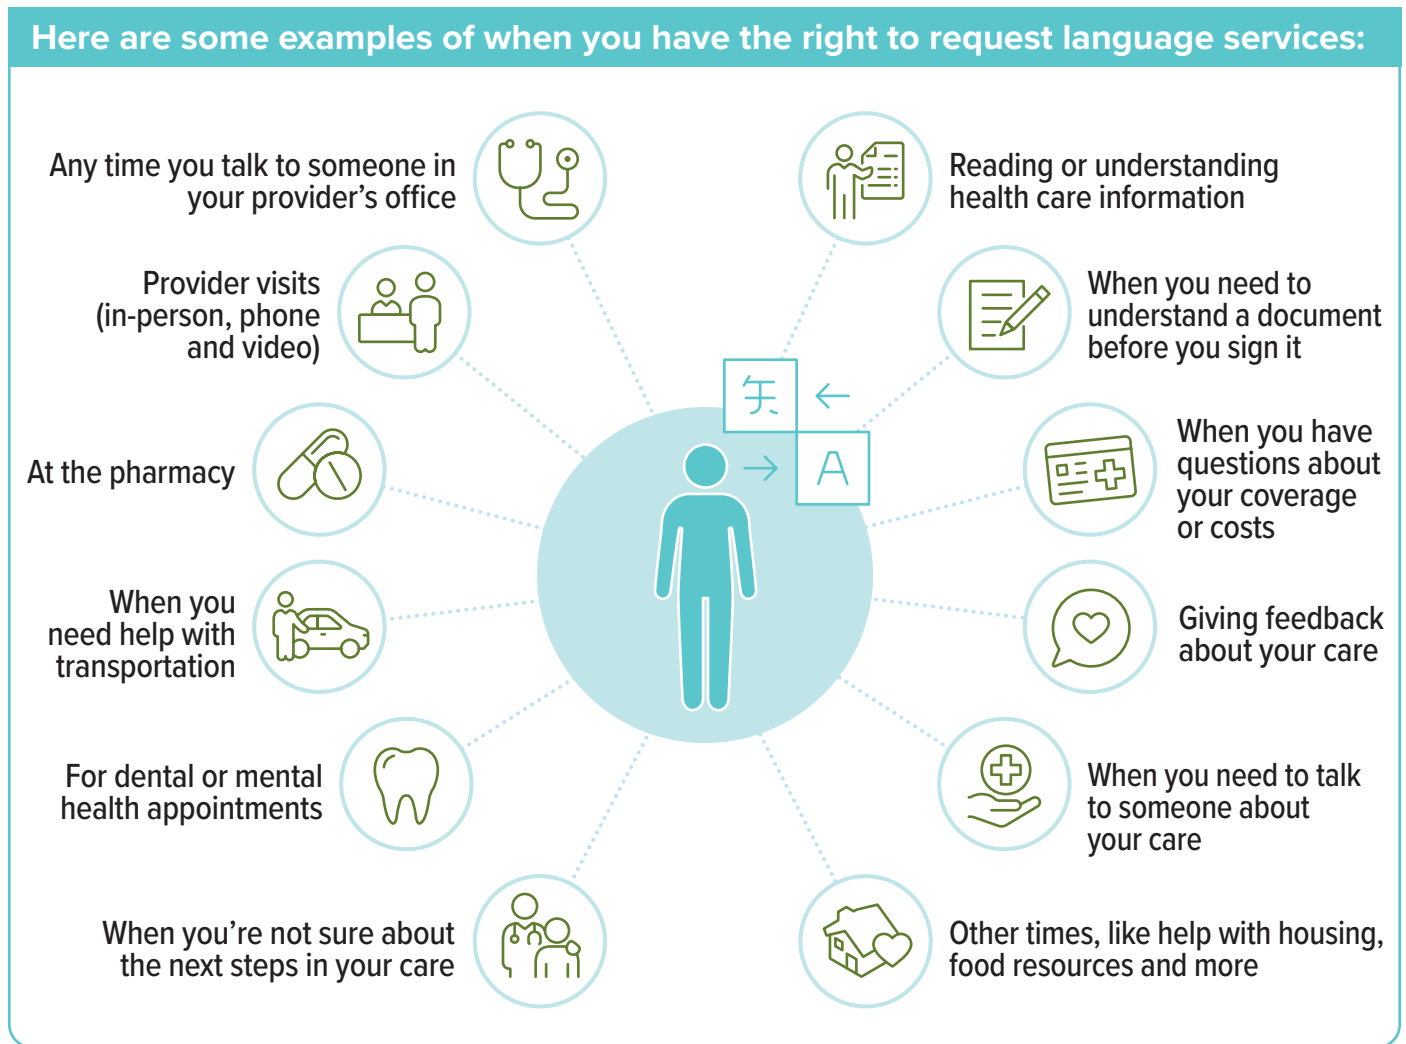 Here are some examples of when you have the right to request language services:
Any time you talk to someone in
your provider’s office
Provider visits
(in-person, phone
and video)
At the pharmacy
When you
need help with
transportation
For dental or mental
health appointments
When you’re not sure about
the next steps in your care
Reading or understanding
health care information
When you need to
understand a document
before you sign it
When you have
questions about
your coverage
or costs
Giving feedback
about your care
When you need to talk
to someone about
your care
Other times, like help with housing,
food resources and more
A